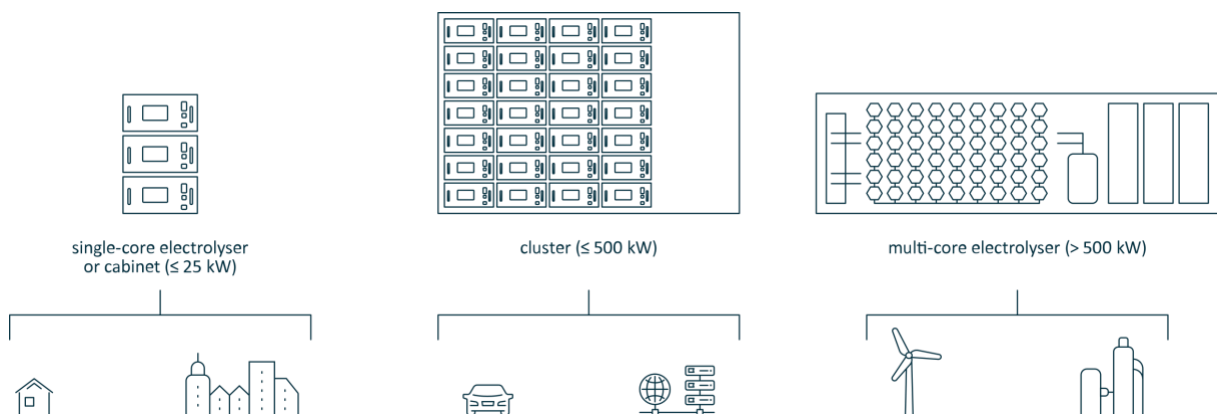 single-core electrolyser
or cabinet (≤ 25 kW)
cluster (≤ 500 kW)
multi-core electrolyser (> 500 kW)